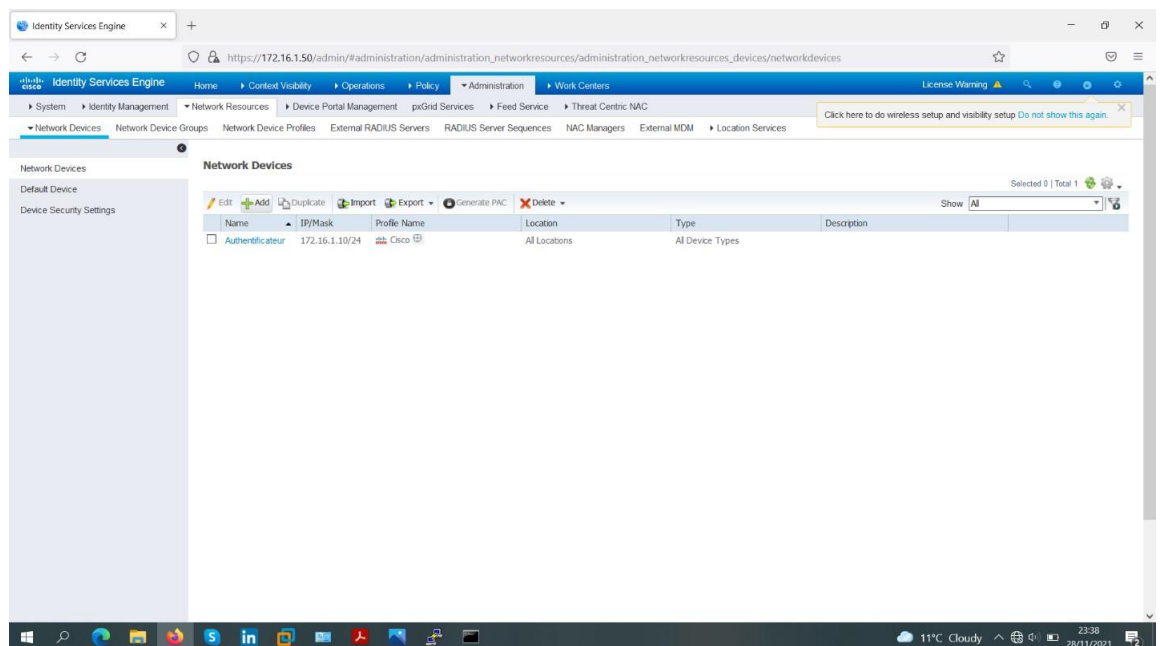 Identity Services Engine × +
https://172.16.1.50/admin/#administration/administration_networkresources/administration_networkresources_devices/networkdevices
cisco Identity Services Engine Home Context Visibility Operations Policy Administration Work Centers License Warning
System Identity Management Network Resources Device Portal Management pxGrid Services Feed Service Threat Centric NAC
Click here to do wireless setup and visibility setup Do not show this again.
Network Devices Network Device Groups Network Device Profiles External RADIUS Servers RADIUS Server Sequences NAC Managers External MDM Location Services
Network Devices
Default Device
Device Security Settings
Network Devices
Selected 0 | Total 1
Edit Add Duplicate Import Export Generate PAC Delete Show All
Name IP/Mask Profile Name Location Type Description
Authentificateur 172.16.1.10/24 Cisco All Locations All Device Types
11°C Cloudy 23:38
28/11/2021